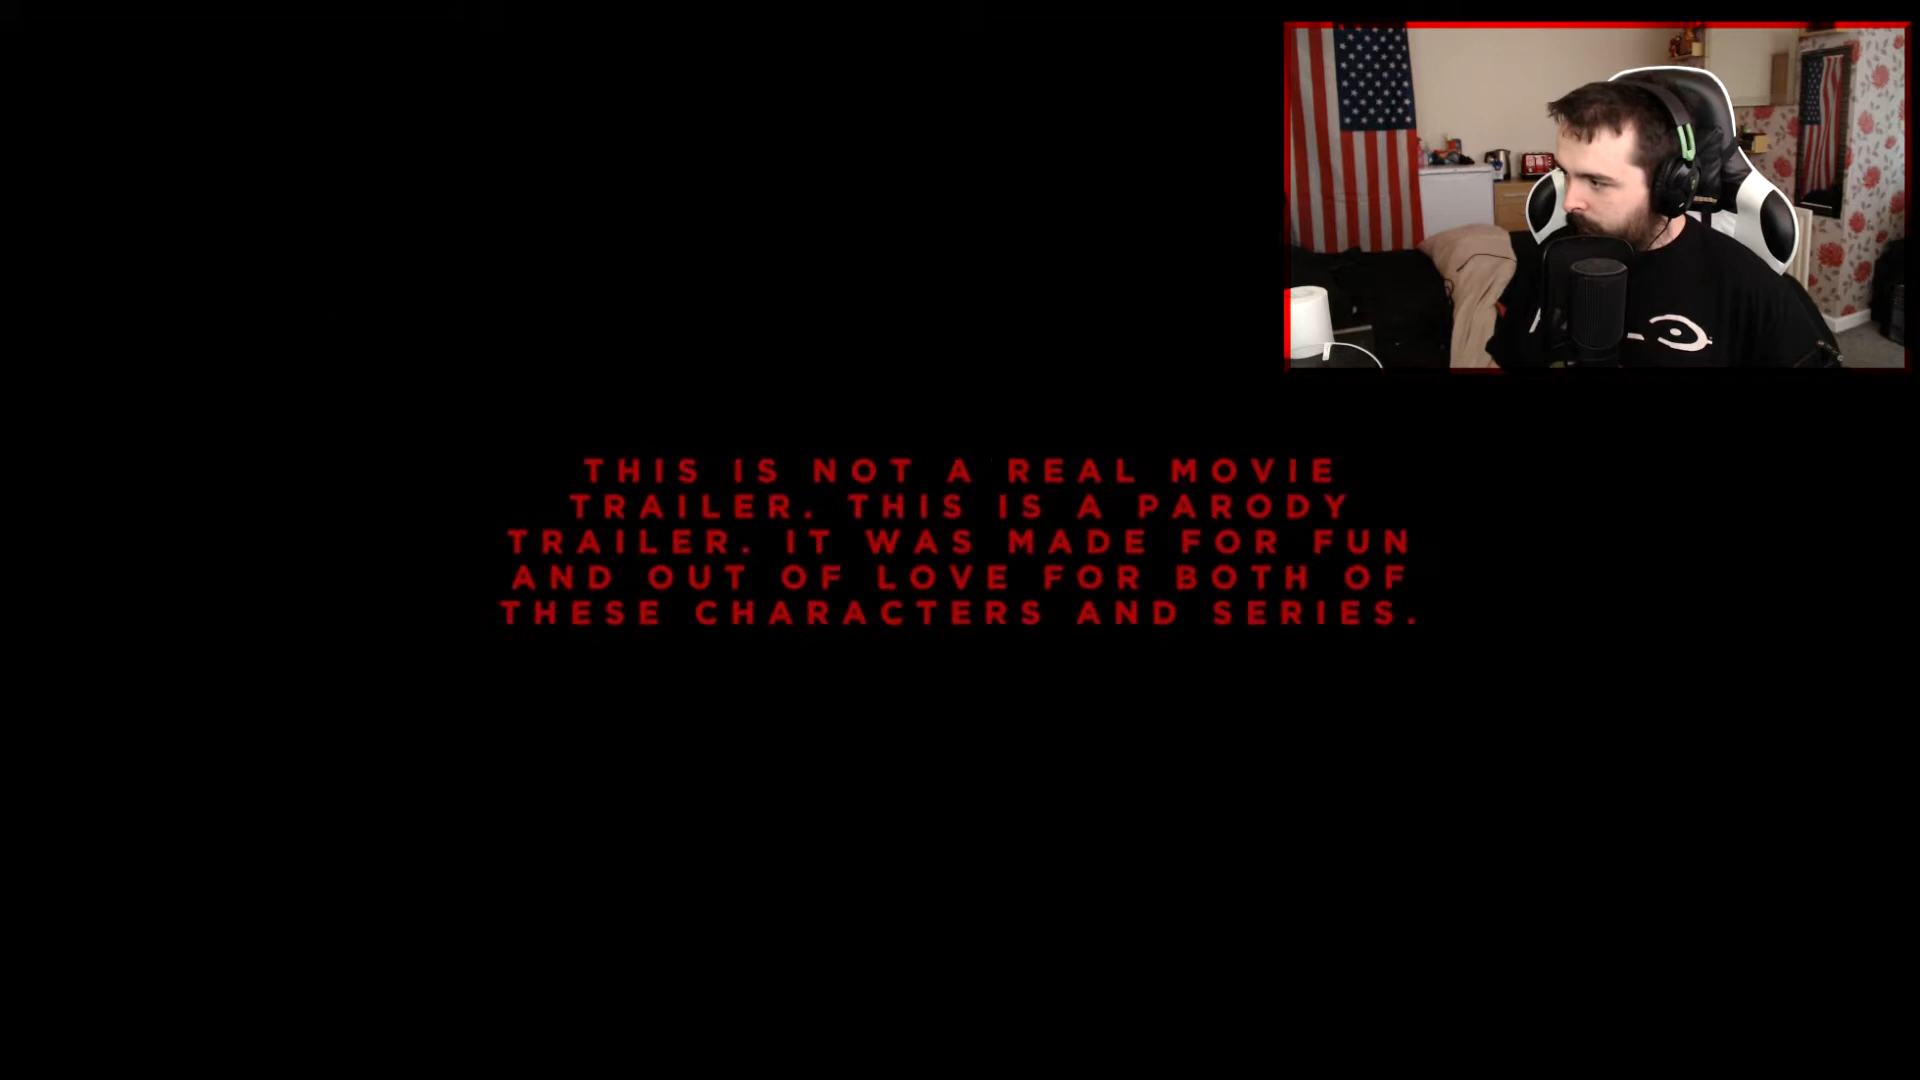 THIS IS NOT A REAL MOVIE
TRAILER. THIS IS A PARODY
TRAILER. IT WAS MADE FOR FUN
AND OUT OF LOVE FOR BOTH OF
THESE CHARACTERS AND SERIES.